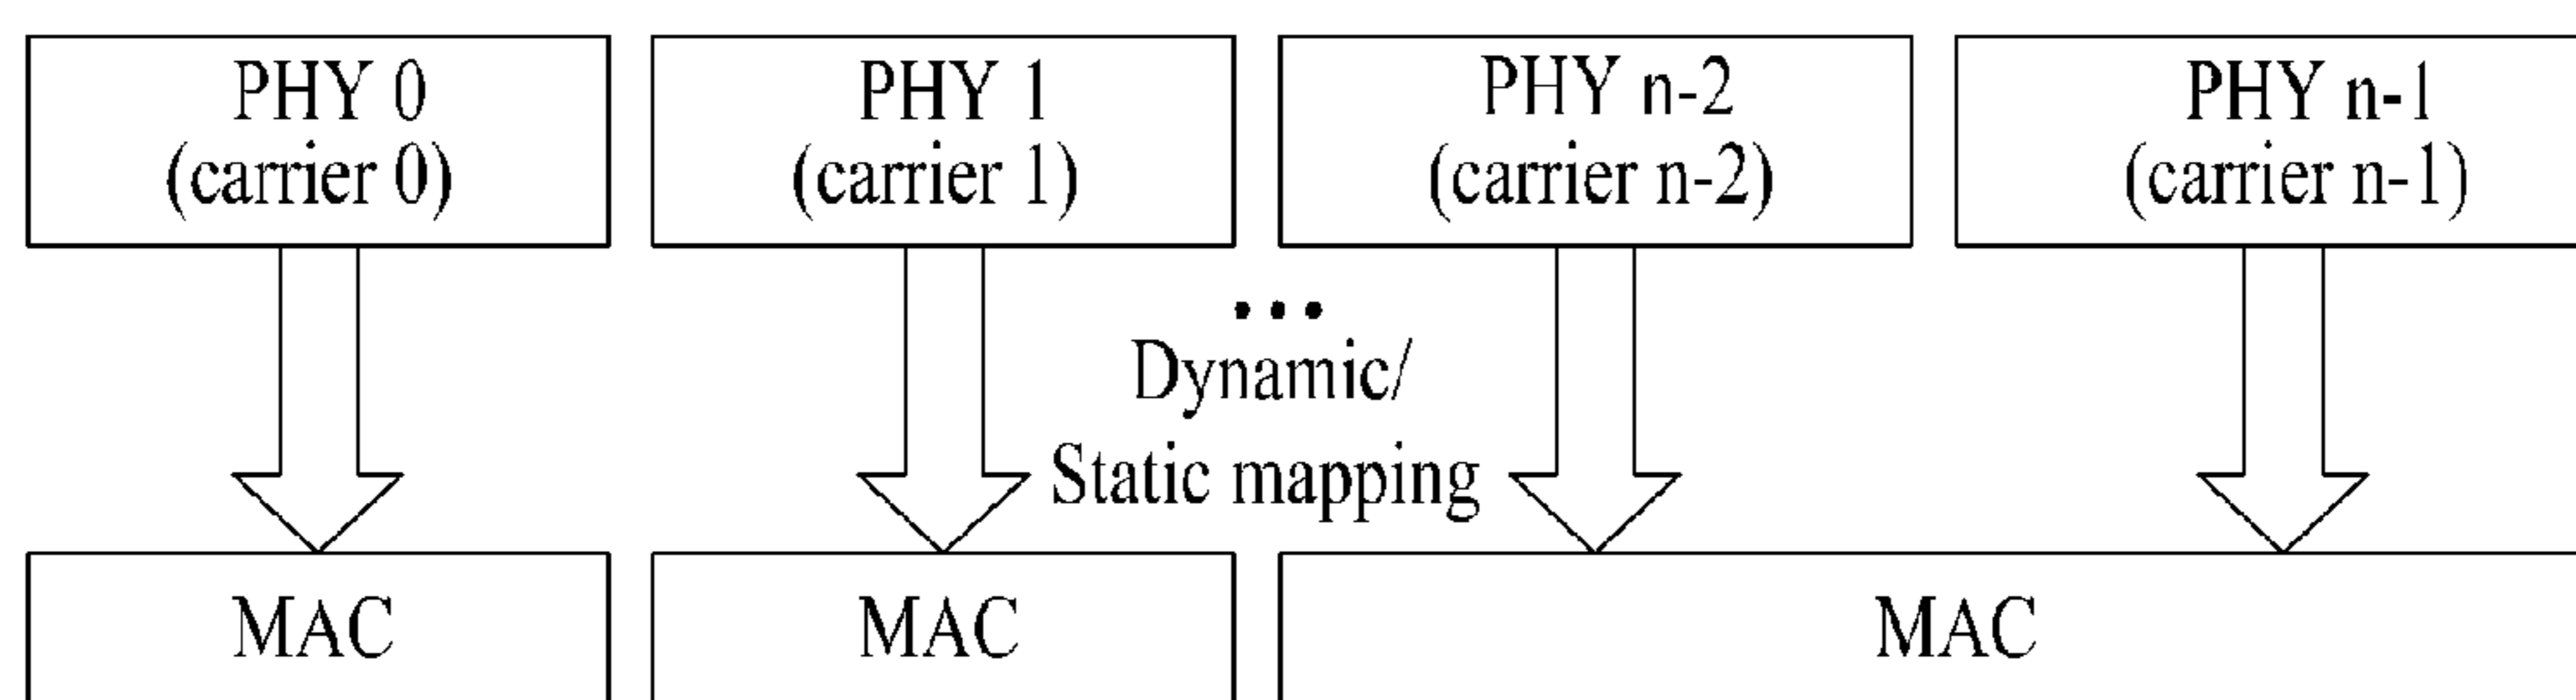 PHY 0
(carrier 0)
PHY 1
(carrier 1)
PHY n-2
(carrier n-2)
PHY n-1
(carrier n-1)
•••
Dynamic/
Static mapping
MAC
MAC
MAC